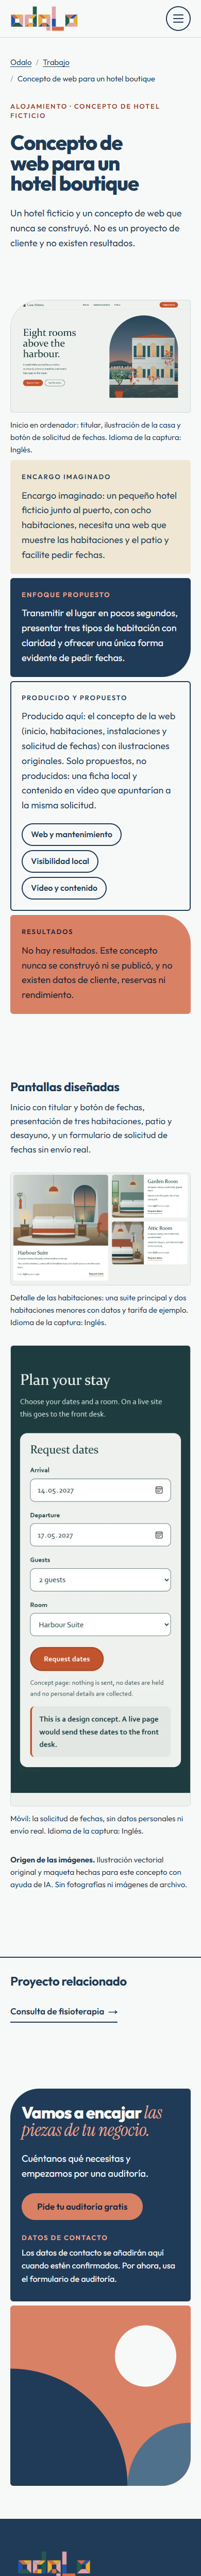 odalo
Odalo / Trabajo
/ Concepto de web para un hotel boutique
ALOJAMIENTO · CONCEPTO DE HOTEL
FICTICIO
Concepto de
web para un
hotel boutique
Un hotel ficticio y un concepto de web que
nunca se construyó. No es un proyecto de
cliente y no existen resultados.
Eight rooms
above the
harbour.
Inicio en ordenador: titular, ilustración de la casa y
botón de solicitud de fechas. Idioma de la captura:
Inglés.
ENCARGO IMAGINADO
Encargo imaginado: un pequeño hotel
ficticio junto al puerto, con ocho
habitaciones, necesita una web que
muestre las habitaciones y el patio y
facilite pedir fechas.
ENFOQUE PROPUESTO
Transmitir el lugar en pocos segundos,
presentar tres tipos de habitación con
claridad y ofrecer una única forma
evidente de pedir fechas.
PRODUCIDO Y PROPUESTO
Producido aquí: el concepto de la web
(inicio, habitaciones, instalaciones y
solicitud de fechas) con ilustraciones
originales. Solo propuestos, no
producidos: una ficha local y
contenido en vídeo que apuntarían a
la misma solicitud.
Web y mantenimiento
Visibilidad local
Vídeo y contenido
RESULTADOS
No hay resultados. Este concepto
nunca se construyó ni se publicó, y no
existen datos de cliente, reservas ni
rendimiento.
Pantallas diseñadas
Inicio con titular y botón de fechas,
presentación de tres habitaciones, patio y
desayuno, y un formulario de solicitud de
fechas sin envío real.
Harbour Suite
Garden Room
Attic Room
Detalle de las habitaciones: una suite principal y dos
habitaciones menores con datos y tarifa de ejemplo.
Idioma de la captura: Inglés.
Plan your stay
Choose your dates and a room. On a live site
this goes to the front desk.
Request dates
Arrival
14.05.2027
Departure
17.05.2027
Guests
2 guests
Room
Harbour Suite
Request dates
Concept page: nothing is sent, no dates are held
and no personal details are collected.
This is a design concept. A live page
would send these dates to the front
desk.
Móvil: la solicitud de fechas, sin datos personales ni
envío real. Idioma de la captura: Inglés.
Origen de las imágenes. Ilustración vectorial
original y maqueta hechas para este concepto con
ayuda de IA. Sin fotografías ni imágenes de archivo.
Proyecto relacionado
Consulta de fisioterapia →
Vamos a encajar las
piezas de tu negocio.
Cuéntanos qué necesitas y
empezamos por una auditoría.
Pide tu auditoría gratis
DATOS DE CONTACTO
Los datos de contacto se añadirán aquí
cuando estén confirmados. Por ahora, usa
el formulario de auditoría.
odalo